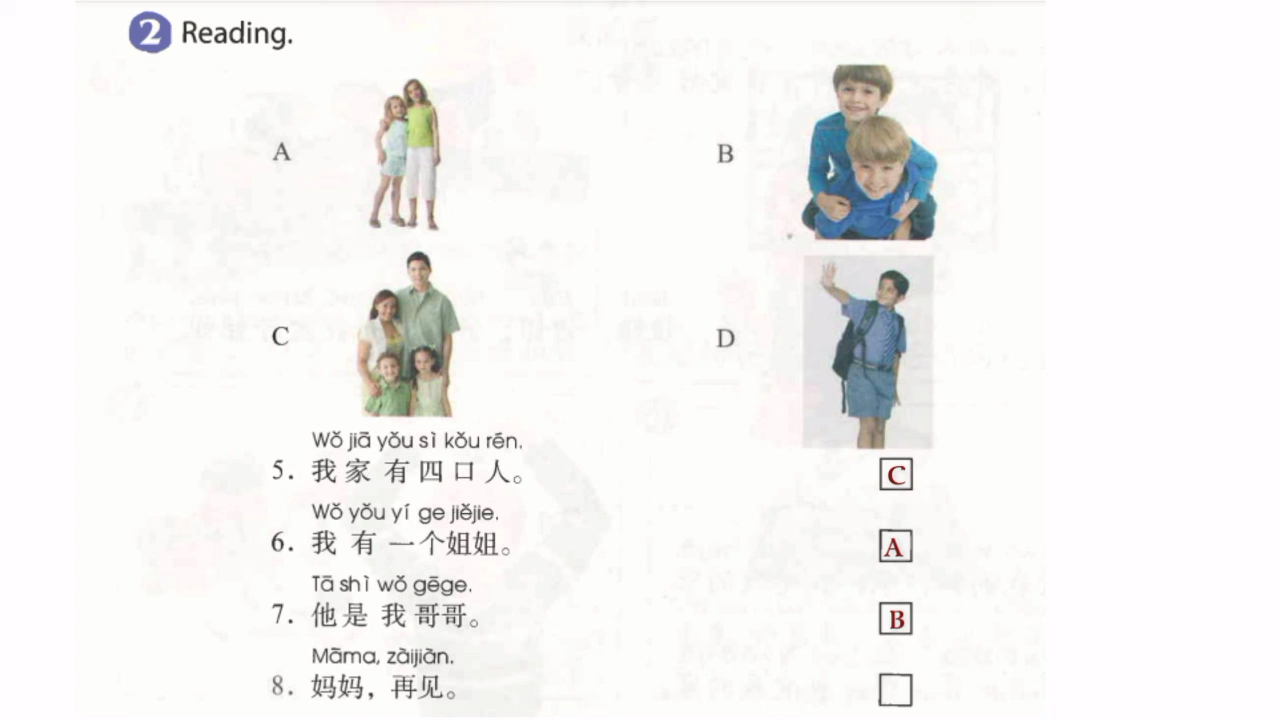 2 Reading.
A
B
C
D
Wǒ jiā yǒu sì kǒu rén.
5. 我家有四口人。
C
Wǒ yǒu yí ge jiějie.
6. 我有一个姐姐。
A
Tā shì wǒ gēge.
7. 他是我哥哥。
B
Māma, zàijiàn.
8. 妈妈，再见。